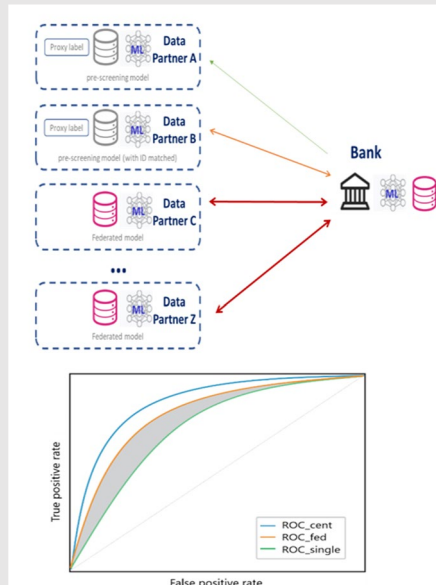 Proxy label
ML
Data
Partner A
pre-screening model
Proxy label
ML
Data
Partner B
pre-screening model (with ID matched)
ML
Data
Partner C
Federated model
...
ML
Data
Partner Z
Federated model
Bank
ML
True positive rate
ROC_cent
ROC_fed
ROC_single
False positive rate